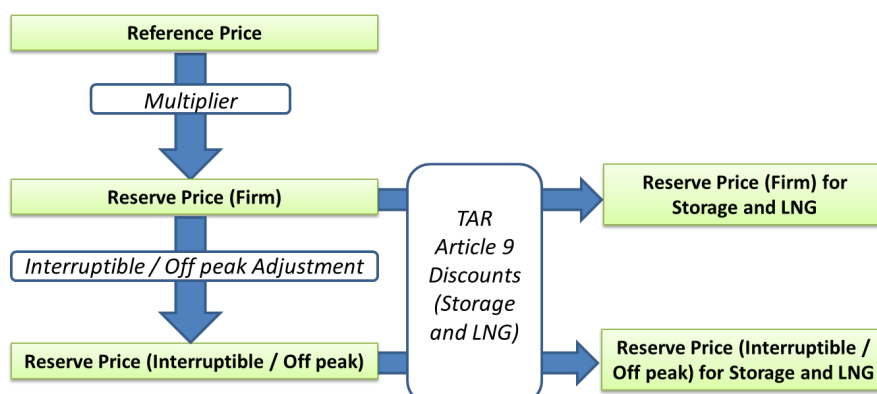 Reference Price
Multiplier
Reserve Price (Firm)
Interruptible / Off peak Adjustment
Reserve Price (Interruptible / Off peak)
TAR
Article 9
Discounts
(Storage
and LNG)
Reserve Price (Firm) for
Storage and LNG
Reserve Price (Interruptible /
Off peak) for Storage and LNG